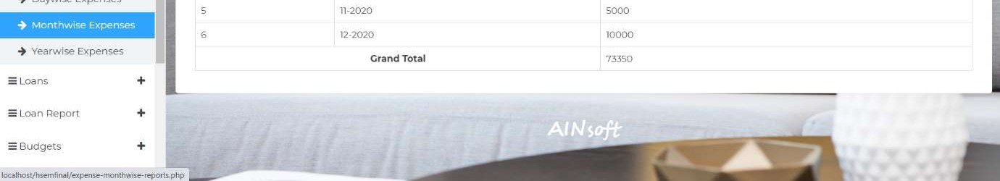 Daywise Expenses
Monthwise Expenses
Yearwise Expenses
Loans
Loan Report
Budgets
5 11-2020 5000
6 12-2020 10000
Grand Total 73350
AINsoft
localhost/hsemfinal/expense-monthwise-reports.php